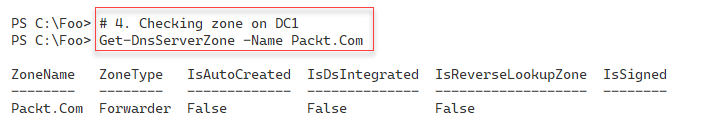 PS C:\Foo> # 4. Checking zone on DC1
PS C:\Foo> Get-DnsServerZone -Name Packt.Com
ZoneName   ZoneType   IsAutoCreated  IsDsIntegrated  IsReverseLookupZone  IsSigned
--------   --------   -------------  --------------  -------------------  --------
Packt.Com  Forwarder  False          False           False